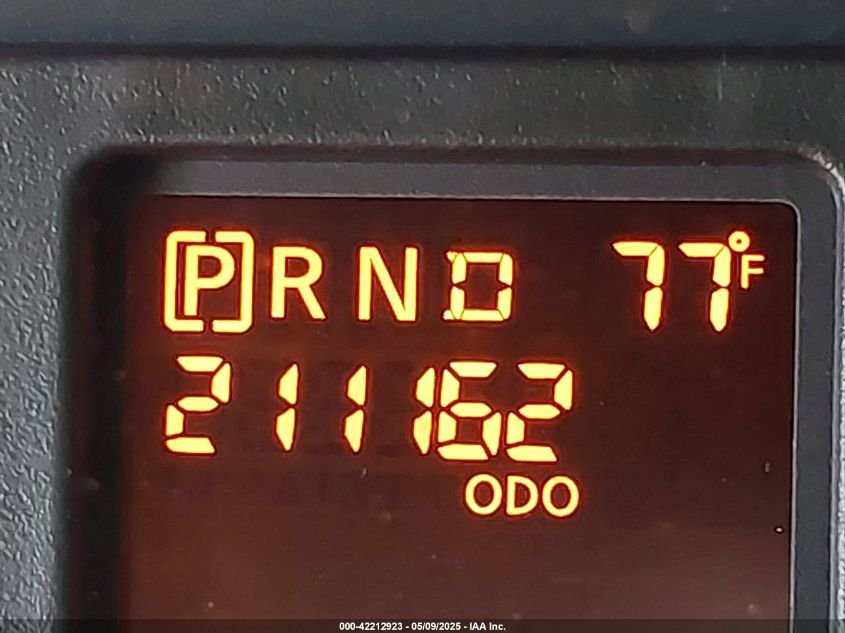 [P] R N D 77°F
211162
ODO
000-42212923 - 05/09/2025 - IAA Inc.